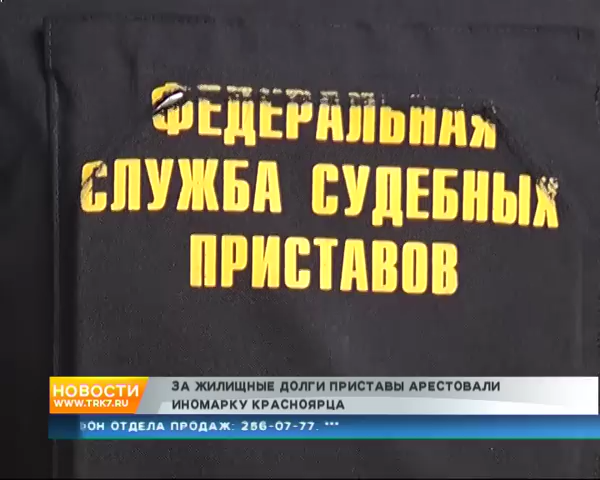 ФЕДЕРАЛЬНАЯ
СЛУЖБА СУДЕБНЫХ
ПРИСТАВОВ
НОВОСТИ
WWW.TRK7.RU
ЗА ЖИЛИЩНЫЕ ДОЛГИ ПРИСТАВЫ АРЕСТОВАЛИ
ИНОМАРКУ КРАСНОЯРЦА
ОТДЕЛА ПРОДАЖ: 256-07-77. ***